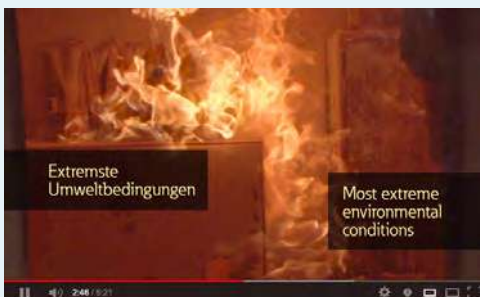 Extremste
Umweltbedingungen
Most extreme
environmental
conditions
2:46 / 5:21